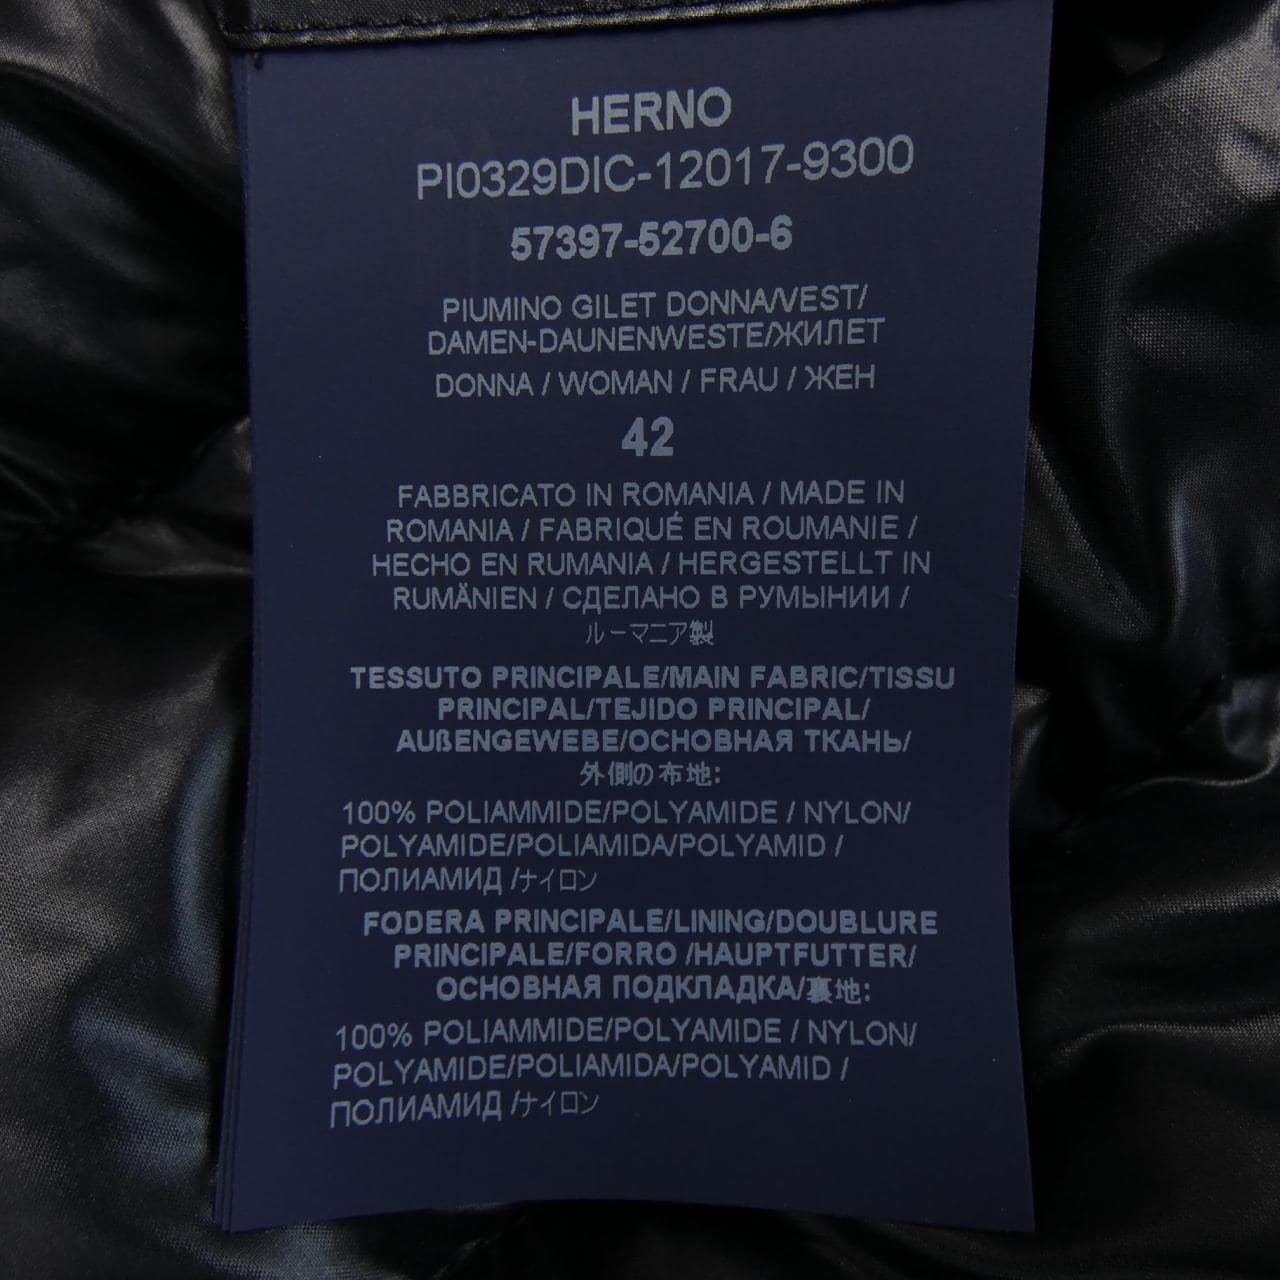 HERNO
PI0329DIC-12017-9300
57397-52700-6
PIUMINO GILET DONNA/VEST/
DAMEN-DAUNENWESTE/ЖИЛЕТ
DONNA / WOMAN / FRAU / ЖЕН
42
FABBRICATO IN ROMANIA / MADE IN
ROMANIA / FABRIQUÉ EN ROUMANIE /
HECHO EN RUMANIA / HERGESTELLT IN
RUMÄNIEN / СДЕЛАНО В РУМЫНИИ /
ルーマニア製
TESSUTO PRINCIPALE/MAIN FABRIC/TISSU
PRINCIPAL/TEJIDO PRINCIPAL/
AUßENGEWEBE/ОСНОВНАЯ ТКАНЬ/
外側の布地:
100% POLIAMMIDE/POLYAMIDE / NYLON/
POLYAMIDE/POLIAMIDA/POLYAMID /
ПОЛИАМИД /ナイロン
FODERA PRINCIPALE/LINING/DOUBLURE
PRINCIPALE/FORRO /HAUPTFUTTER/
ОСНОВНАЯ ПОДКЛАДКА/裏地:
100% POLIAMMIDE/POLYAMIDE / NYLON/
POLYAMIDE/POLIAMIDA/POLYAMID /
ПОЛИАМИД /ナイロン